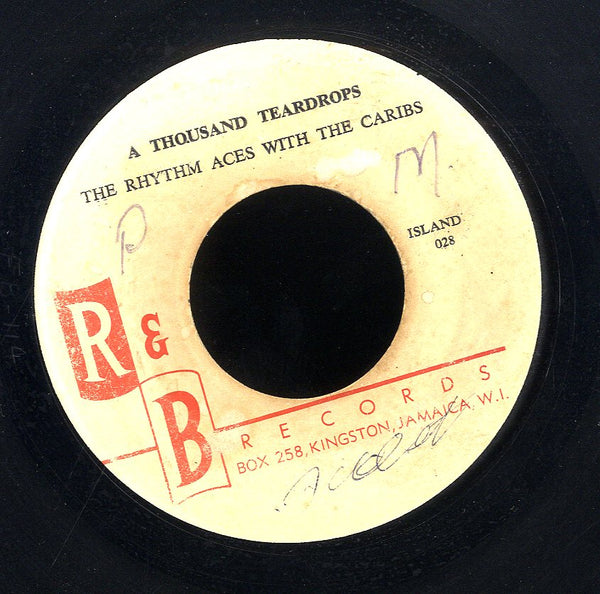 A THOUSAND TEARDROPS
THE RHYTHM ACES WITH THE CARIBS
M.
ISLAND
028
R & B
RECORDS
BOX 258, KINGSTON, JAMAICA, W.I.